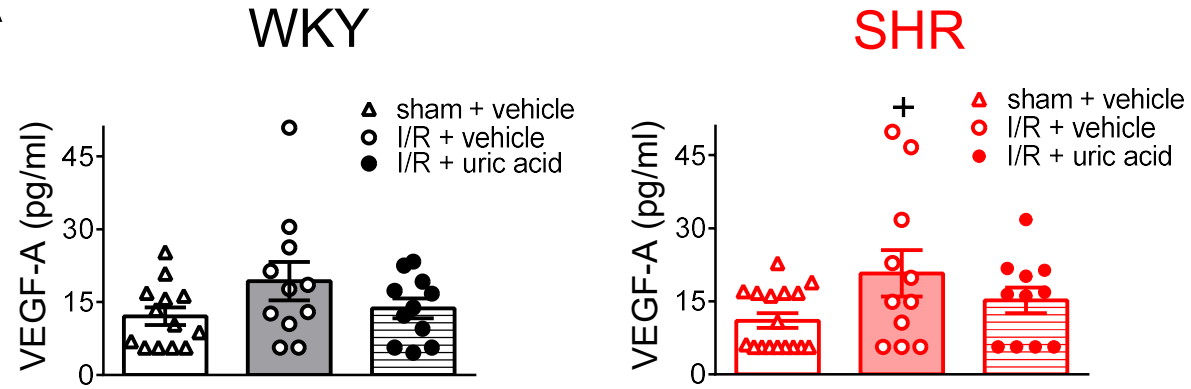 WKY
sham + vehicle
I/R + vehicle
I/R + uric acid
VEGF-A (pg/ml)
45
30
15
0
SHR
+
sham + vehicle
I/R + vehicle
I/R + uric acid
VEGF-A (pg/ml)
45
30
15
0